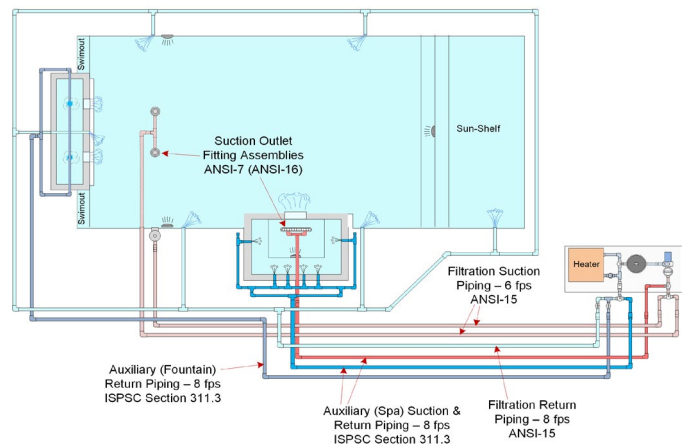 Swimout
Suction Outlet
Fitting Assemblies
ANSI-7 (ANSI-16)
Sun-Shelf
Swimout
Heater
Filtration Suction
Piping – 6 fps
ANSI-15
Auxiliary (Fountain)
Return Piping – 8 fps
ISPSC Section 311.3
Auxiliary (Spa) Suction &
Return Piping – 8 fps
ISPSC Section 311.3
Filtration Return
Piping – 8 fps
ANSI-15